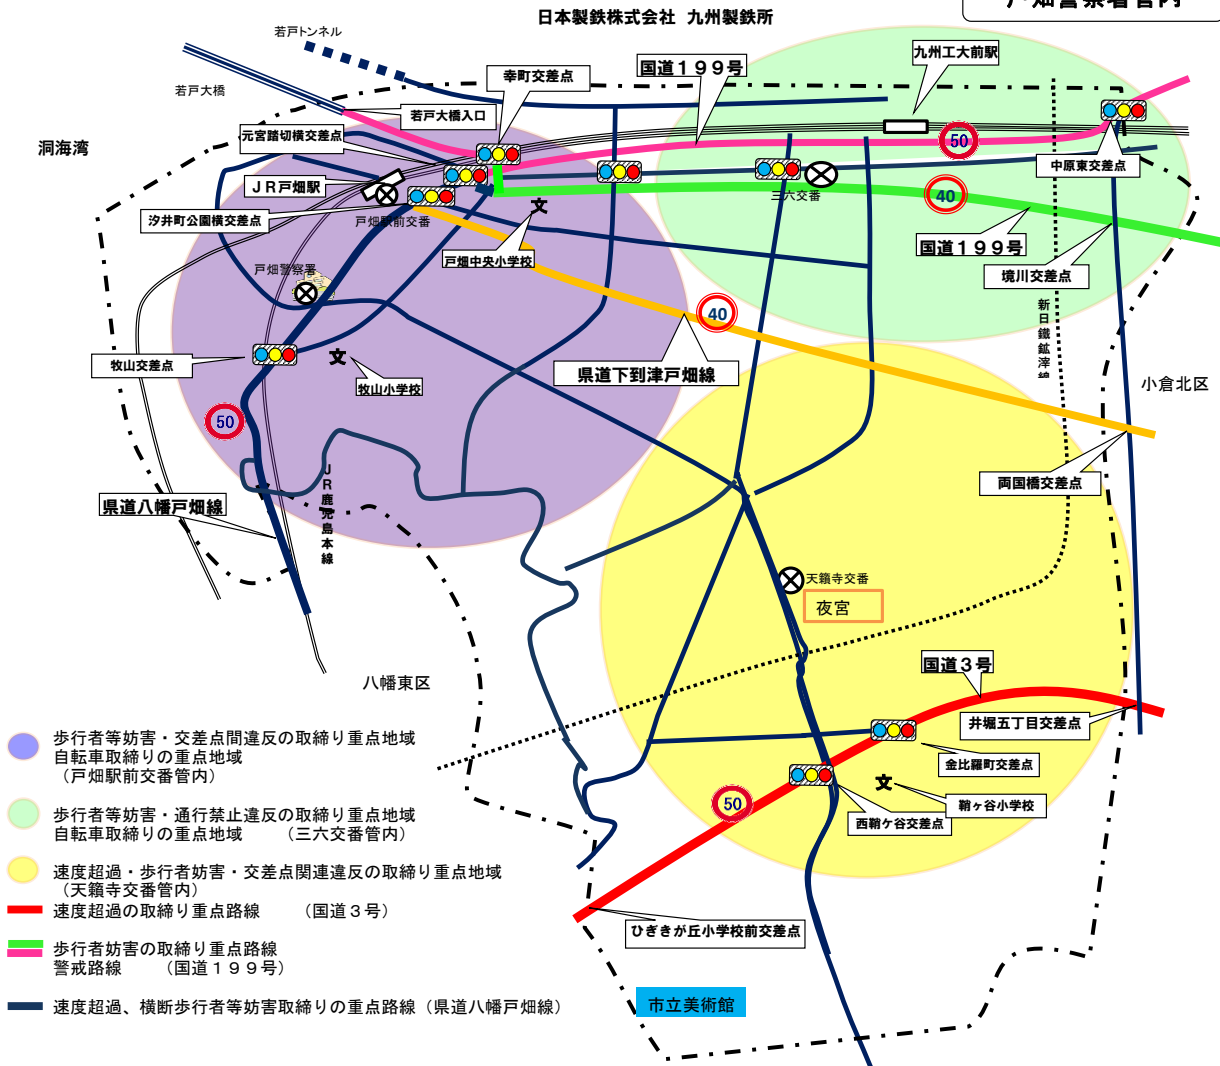 戸畑警察署管内
日本製鉄株式会社 九州製鉄所
若戸トンネル
九州工大前駅
国道199号
幸町交差点
若戸大橋
若戸大橋入口
元宮踏切横交差点
50
洞海湾
中原東交差点
JR戸畑駅
三六交番
40
汐井町公園横交差点
戸畑駅前交番
文
国道199号
戸畑中央小学校
境川交差点
戸畑警察署
新日鐵鉱滓線
40
文
牧山交差点
県道下到津戸畑線
牧山小学校
小倉北区
50
JR鹿児島本線
両国橋交差点
県道八幡戸畑線
天籟寺交番
夜宮
国道3号
八幡東区
井堀五丁目交差点
金比羅町交差点
文
鞘ヶ谷小学校
50
西鞘ケ谷交差点
ひぎきが丘小学校前交差点
市立美術館
歩行者等妨害・交差点間違反の取締り重点地域
自転車取締りの重点地域
（戸畑駅前交番管内）
歩行者等妨害・通行禁止違反の取締り重点地域
自転車取締りの重点地域 （三六交番管内）
速度超過・歩行者妨害・交差点関連違反の取締り重点地域
（天籟寺交番管内）
速度超過の取締り重点路線 （国道3号）
歩行者妨害の取締り重点路線
警戒路線 （国道199号）
速度超過、横断歩行者等妨害取締りの重点路線（県道八幡戸畑線）